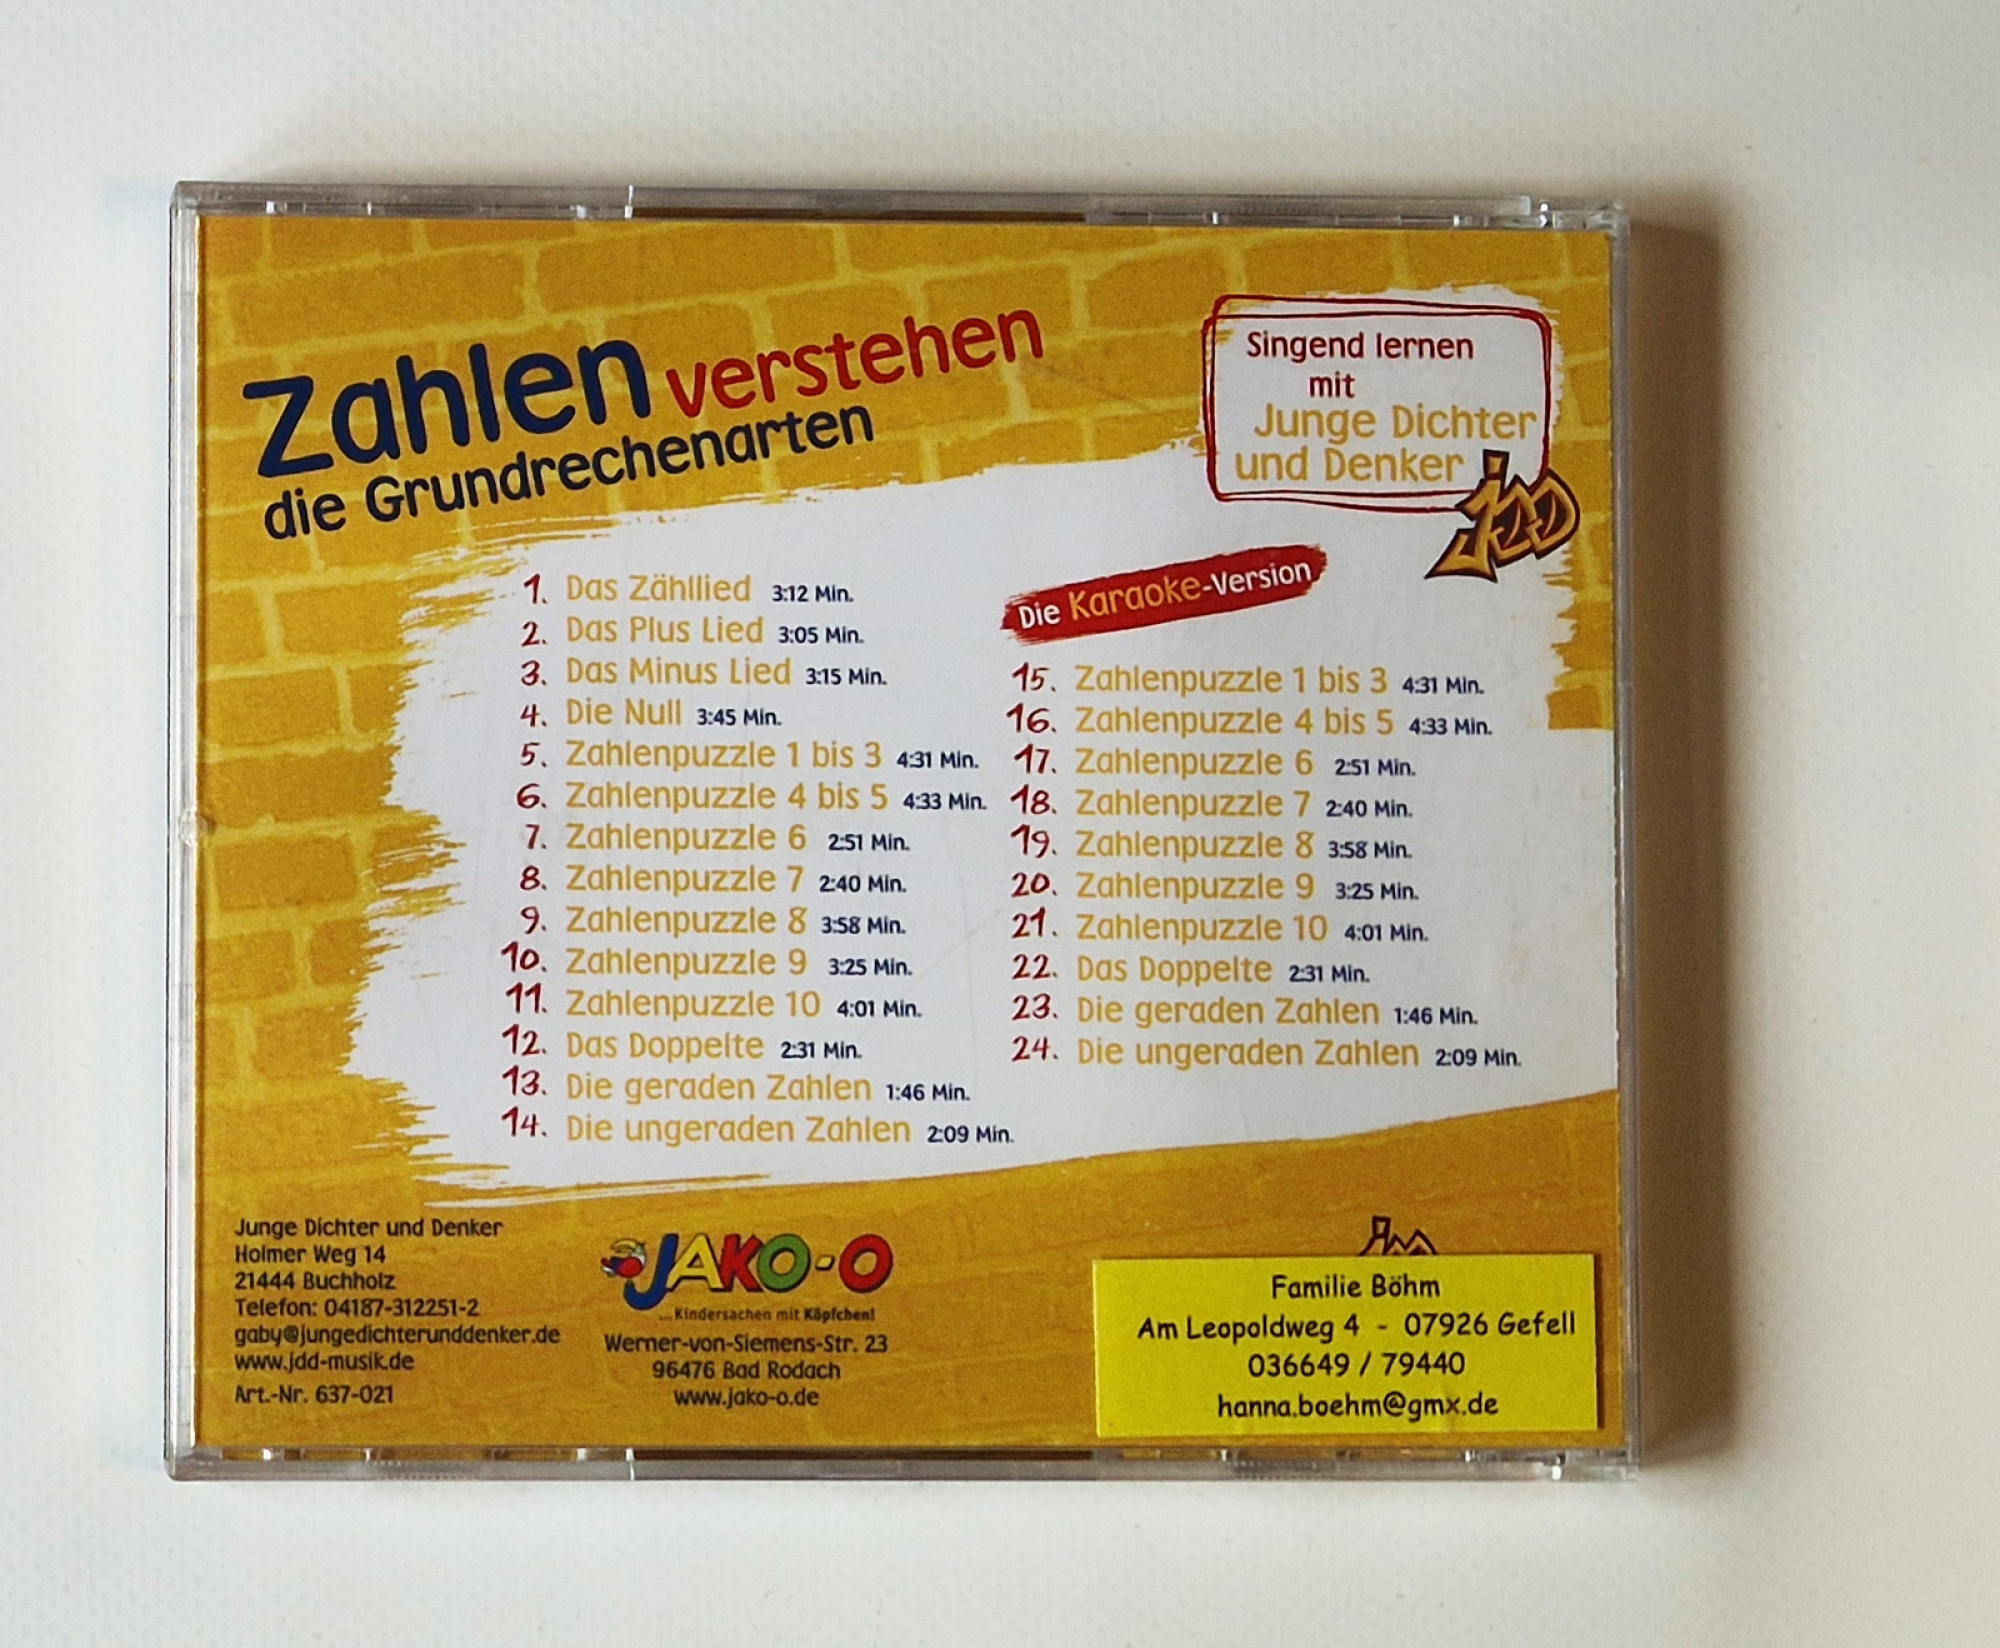 Zahlen verstehen
die Grundrechenarten
Singend lernen
mit
Junge Dichter
und Denker
JDD
1. Das Zähllied 3:12 Min.
2. Das Plus Lied 3:05 Min.
3. Das Minus Lied 3:15 Min.
4. Die Null 3:45 Min.
5. Zahlenpuzzle 1 bis 3 4:31 Min.
6. Zahlenpuzzle 4 bis 5 4:33 Min.
7. Zahlenpuzzle 6 2:51 Min.
8. Zahlenpuzzle 7 2:40 Min.
9. Zahlenpuzzle 8 3:58 Min.
10. Zahlenpuzzle 9 3:25 Min.
11. Zahlenpuzzle 10 4:01 Min.
12. Das Doppelte 2:31 Min.
13. Die geraden Zahlen 1:46 Min.
14. Die ungeraden Zahlen 2:09 Min.
Die Karaoke-Version
15. Zahlenpuzzle 1 bis 3 4:31 Min.
16. Zahlenpuzzle 4 bis 5 4:33 Min.
17. Zahlenpuzzle 6 2:51 Min.
18. Zahlenpuzzle 7 2:40 Min.
19. Zahlenpuzzle 8 3:58 Min.
20. Zahlenpuzzle 9 3:25 Min.
21. Zahlenpuzzle 10 4:01 Min.
22. Das Doppelte 2:31 Min.
23. Die geraden Zahlen 1:46 Min.
24. Die ungeraden Zahlen 2:09 Min.
Junge Dichter und Denker
Holmer Weg 14
21444 Buchholz
Telefon: 04187-312251-2
gaby@jungedichterunddenker.de
www.jdd-musik.de
Art.-Nr. 637-021
JAKO-O
...Kindersachen mit Köpfchen!
Werner-von-Siemens-Str. 23
96476 Bad Rodach
www.jako-o.de
Familie Böhm
Am Leopoldweg 4 - 07926 Gefell
036649 / 79440
hanna.boehm@gmx.de